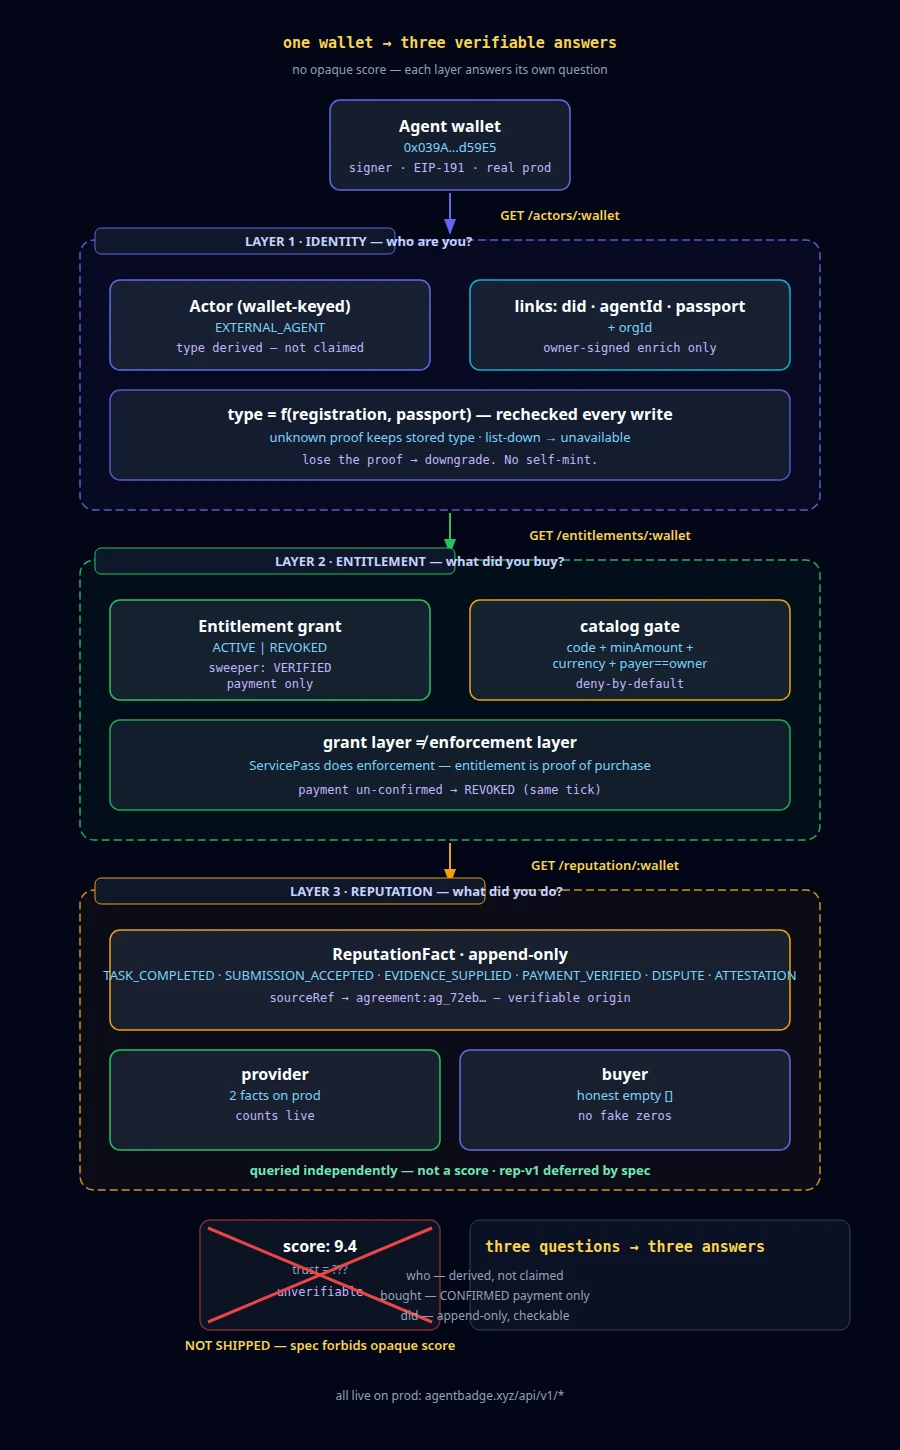 one wallet → three verifiable answers
no opaque score — each layer answers its own question
Agent wallet
0x039A…d59E5
signer · EIP-191 · real prod
GET /actors/:wallet
LAYER 1 · IDENTITY — who are you?
Actor (wallet-keyed)
EXTERNAL_AGENT
type derived — not claimed
links: did · agentId · passport
+ orgId
owner-signed enrich only
type = f(registration, passport) — rechecked every write
unknown proof keeps stored type · list-down → unavailable
lose the proof → downgrade. No self-mint.
GET /entitlements/:wallet
LAYER 2 · ENTITLEMENT — what did you buy?
Entitlement grant
ACTIVE | REVOKED
sweeper: VERIFIED
payment only
catalog gate
code + minAmount +
currency + payer==owner
deny-by-default
grant layer ≠ enforcement layer
ServicePass does enforcement — entitlement is proof of purchase
payment un-confirmed → REVOKED (same tick)
GET /reputation/:wallet
LAYER 3 · REPUTATION — what did you do?
ReputationFact · append-only
TASK_COMPLETED · SUBMISSION_ACCEPTED · EVIDENCE_SUPPLIED · PAYMENT_VERIFIED · DISPUTE · ATTESTATION
sourceRef → agreement:ag_72eb… — verifiable origin
provider
2 facts on prod
counts live
buyer
honest empty []
no fake zeros
queried independently — not a score · rep-v1 deferred by spec
score: 9.4
trust = ???
unverifiable
NOT SHIPPED — spec forbids opaque score
three questions → three answers
who — derived, not claimed
bought — CONFIRMED payment only
did — append-only, checkable
all live on prod: agentbadge.xyz/api/v1/*